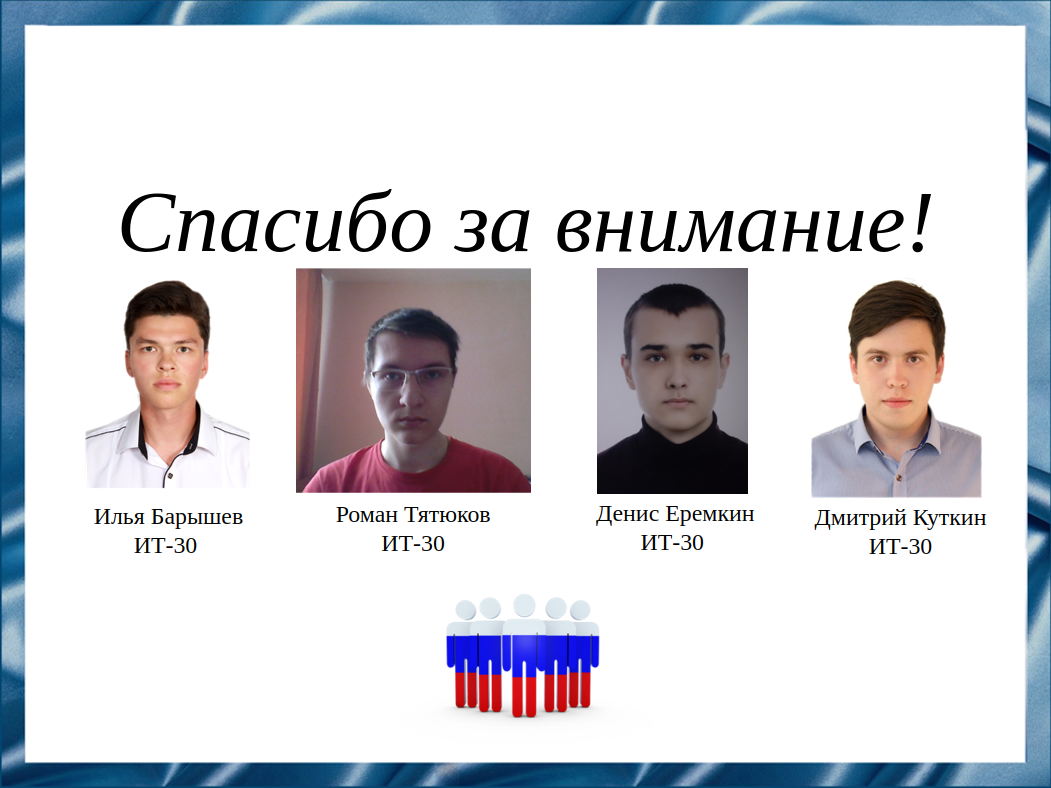 Спасибо за внимание!
Илья Барышев
ИТ-30
Роман Тятюков
ИТ-30
Денис Еремкин
ИТ-30
Дмитрий Куткин
ИТ-30